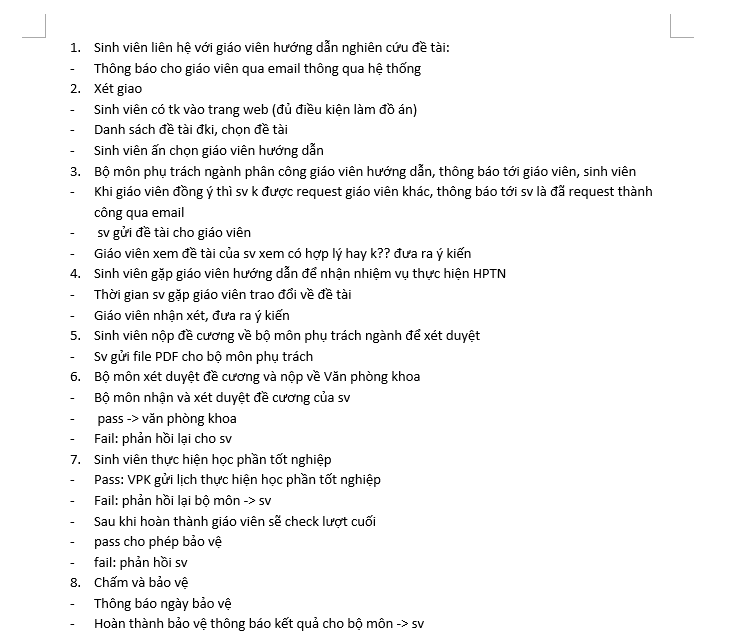 1. Sinh viên liên hệ với giáo viên hướng dẫn nghiên cứu đề tài:
- Thông báo cho giáo viên qua email thông qua hệ thống
2. Xét giao
- Sinh viên có tk vào trang web (đủ điều kiện làm đồ án)
- Danh sách đề tài đki, chọn đề tài
- Sinh viên ấn chọn giáo viên hướng dẫn
3. Bộ môn phụ trách ngành phân công giáo viên hướng dẫn, thông báo tới giáo viên, sinh viên
- Khi giáo viên đồng ý thì sv k được request giáo viên khác, thông báo tới sv là đã request thành
công qua email
- sv gửi đề tài cho giáo viên
- Giáo viên xem đề tài của sv xem có hợp lý hay k?? đưa ra ý kiến
4. Sinh viên gặp giáo viên hướng dẫn để nhận nhiệm vụ thực hiện HPTN
- Thời gian sv gặp giáo viên trao đổi về đề tài
- Giáo viên nhận xét, đưa ra ý kiến
5. Sinh viên nộp đề cương về bộ môn phụ trách ngành để xét duyệt
- Sv gửi file PDF cho bộ môn phụ trách
6. Bộ môn xét duyệt đề cương và nộp về Văn phòng khoa
- Bộ môn nhận và xét duyệt đề cương của sv
- pass -> văn phòng khoa
- Fail: phản hồi lại cho sv
7. Sinh viên thực hiện học phần tốt nghiệp
- Pass: VPK gửi lịch thực hiện học phần tốt nghiệp
- Fail: phản hồi lại bộ môn -> sv
- Sau khi hoàn thành giáo viên sẽ check lượt cuối
- pass cho phép bảo vệ
- fail: phản hồi sv
8. Chấm và bảo vệ
- Thông báo ngày bảo vệ
- Hoàn thành bảo vệ thông báo kết quả cho bộ môn -> sv